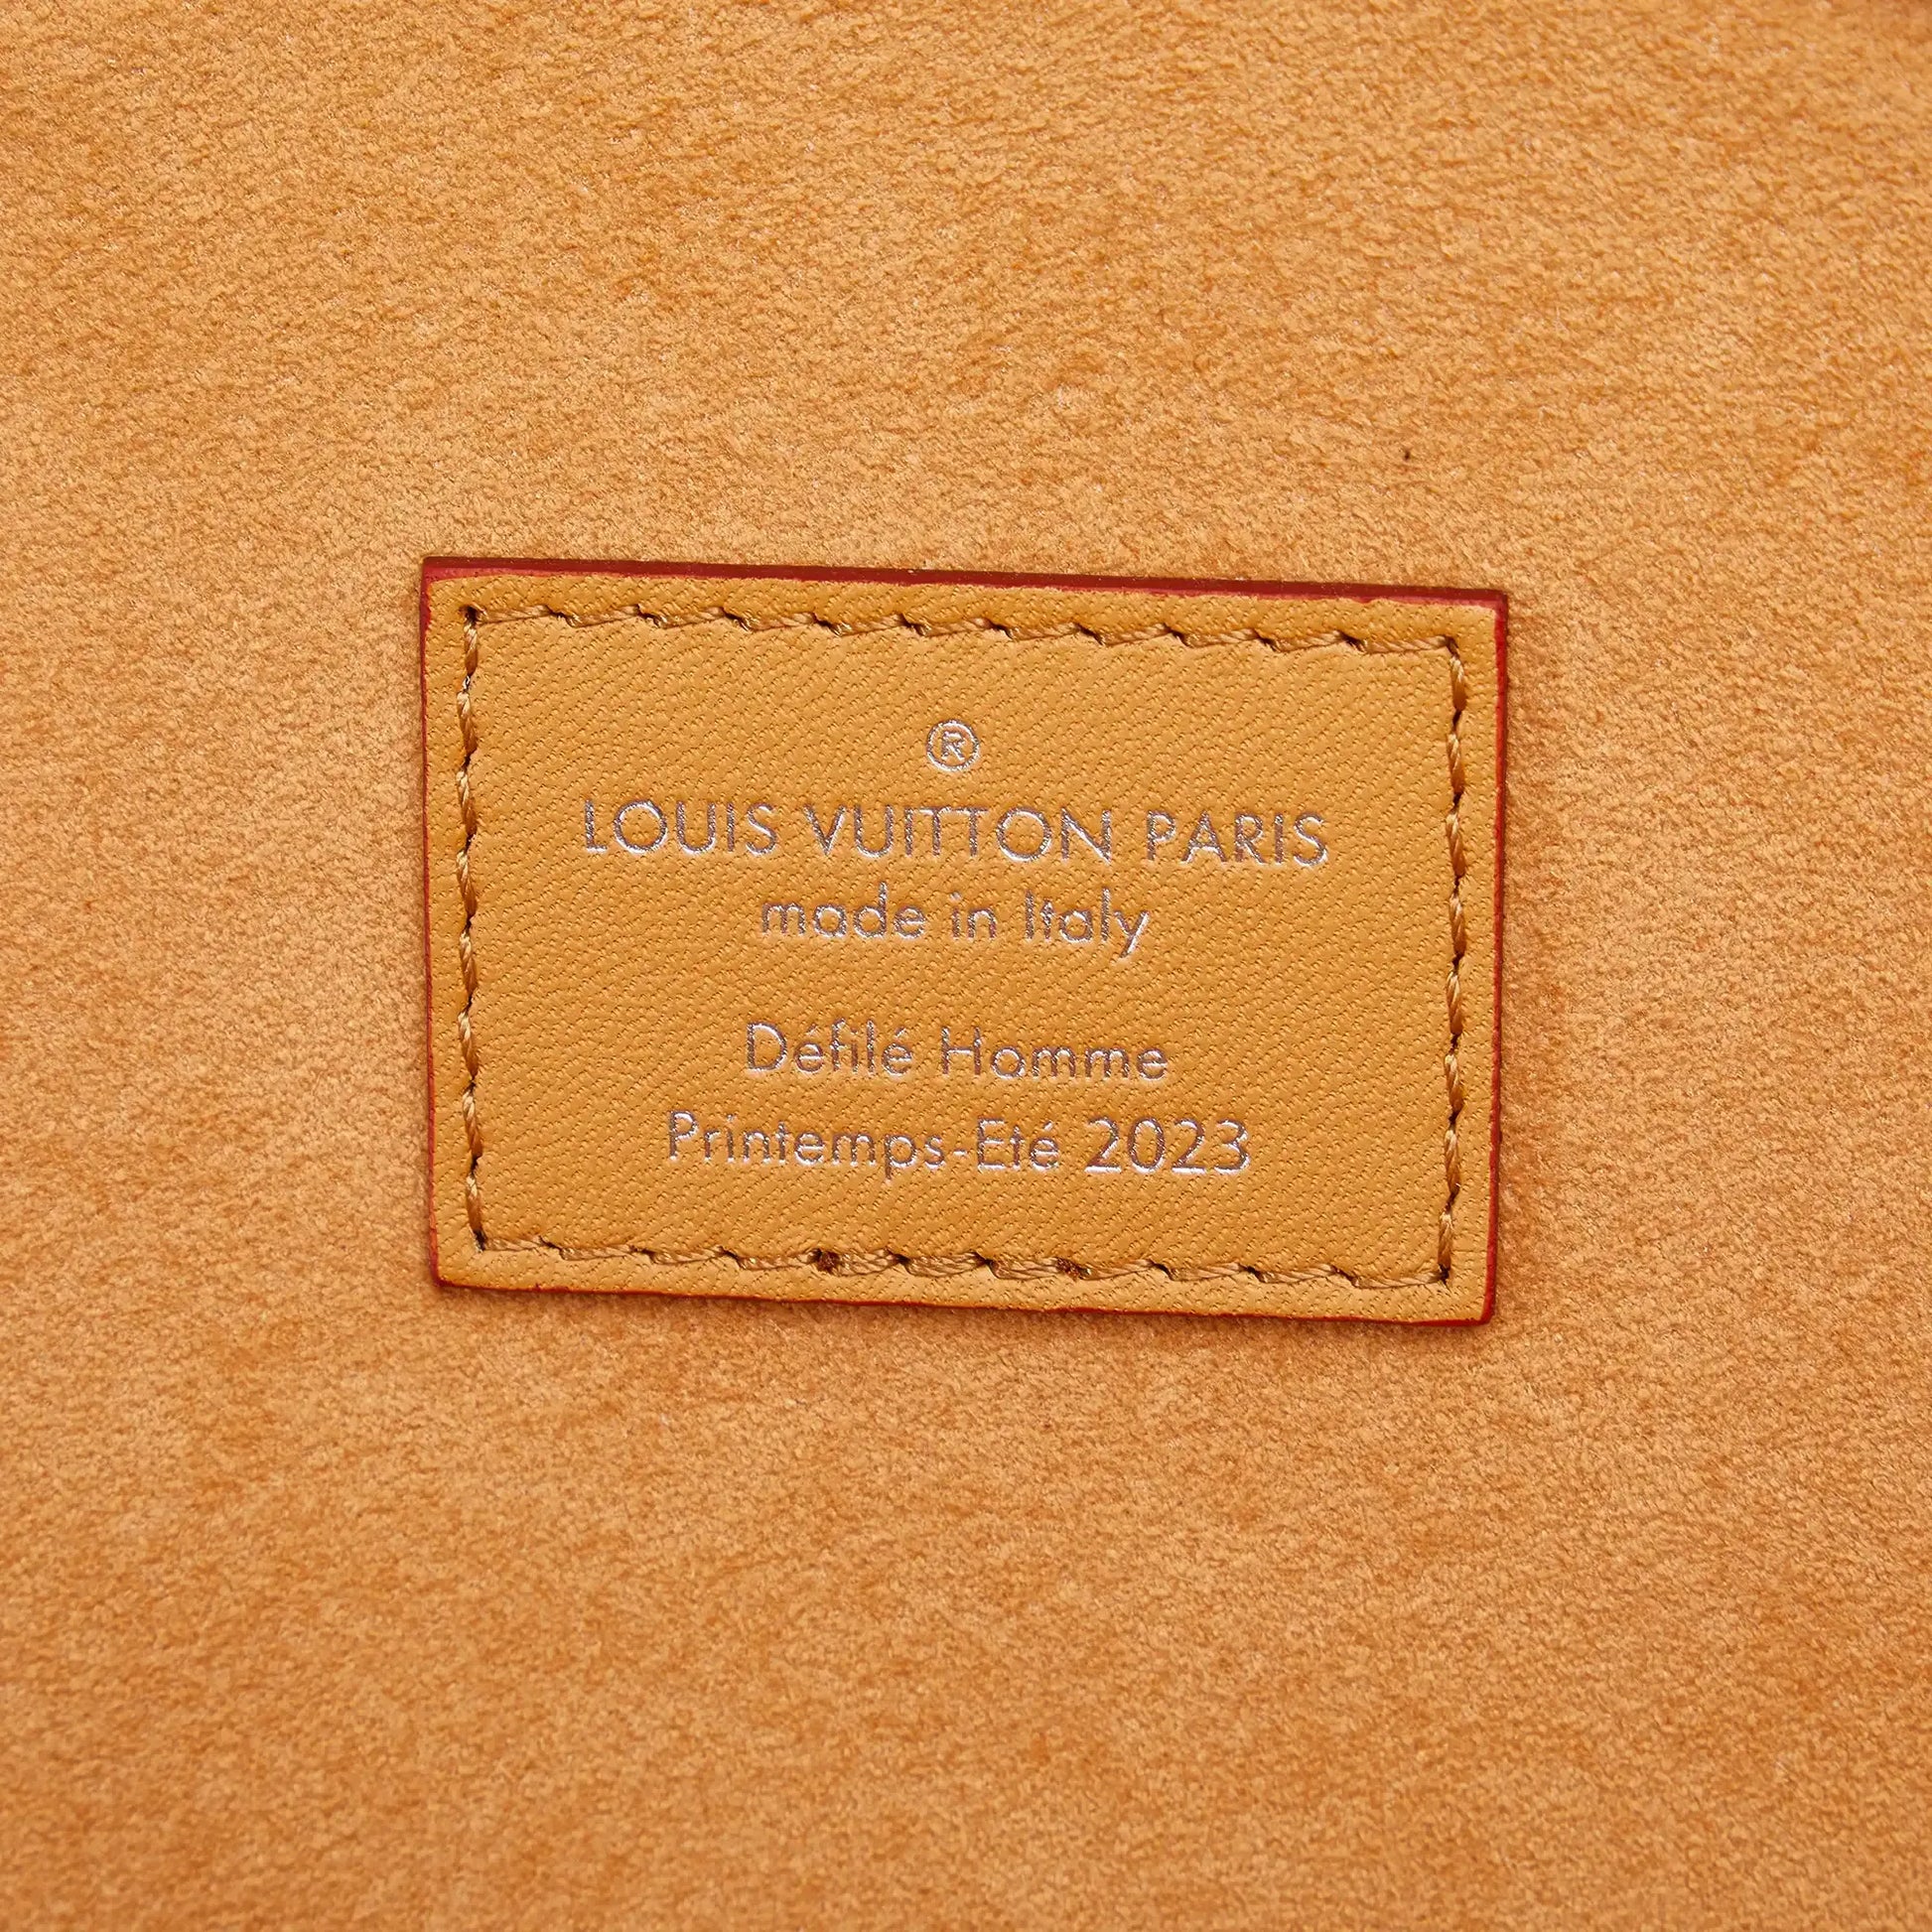 ®
LOUIS VUITTON PARIS
made in Italy
Défilé Homme
Printemps-Eté 2023